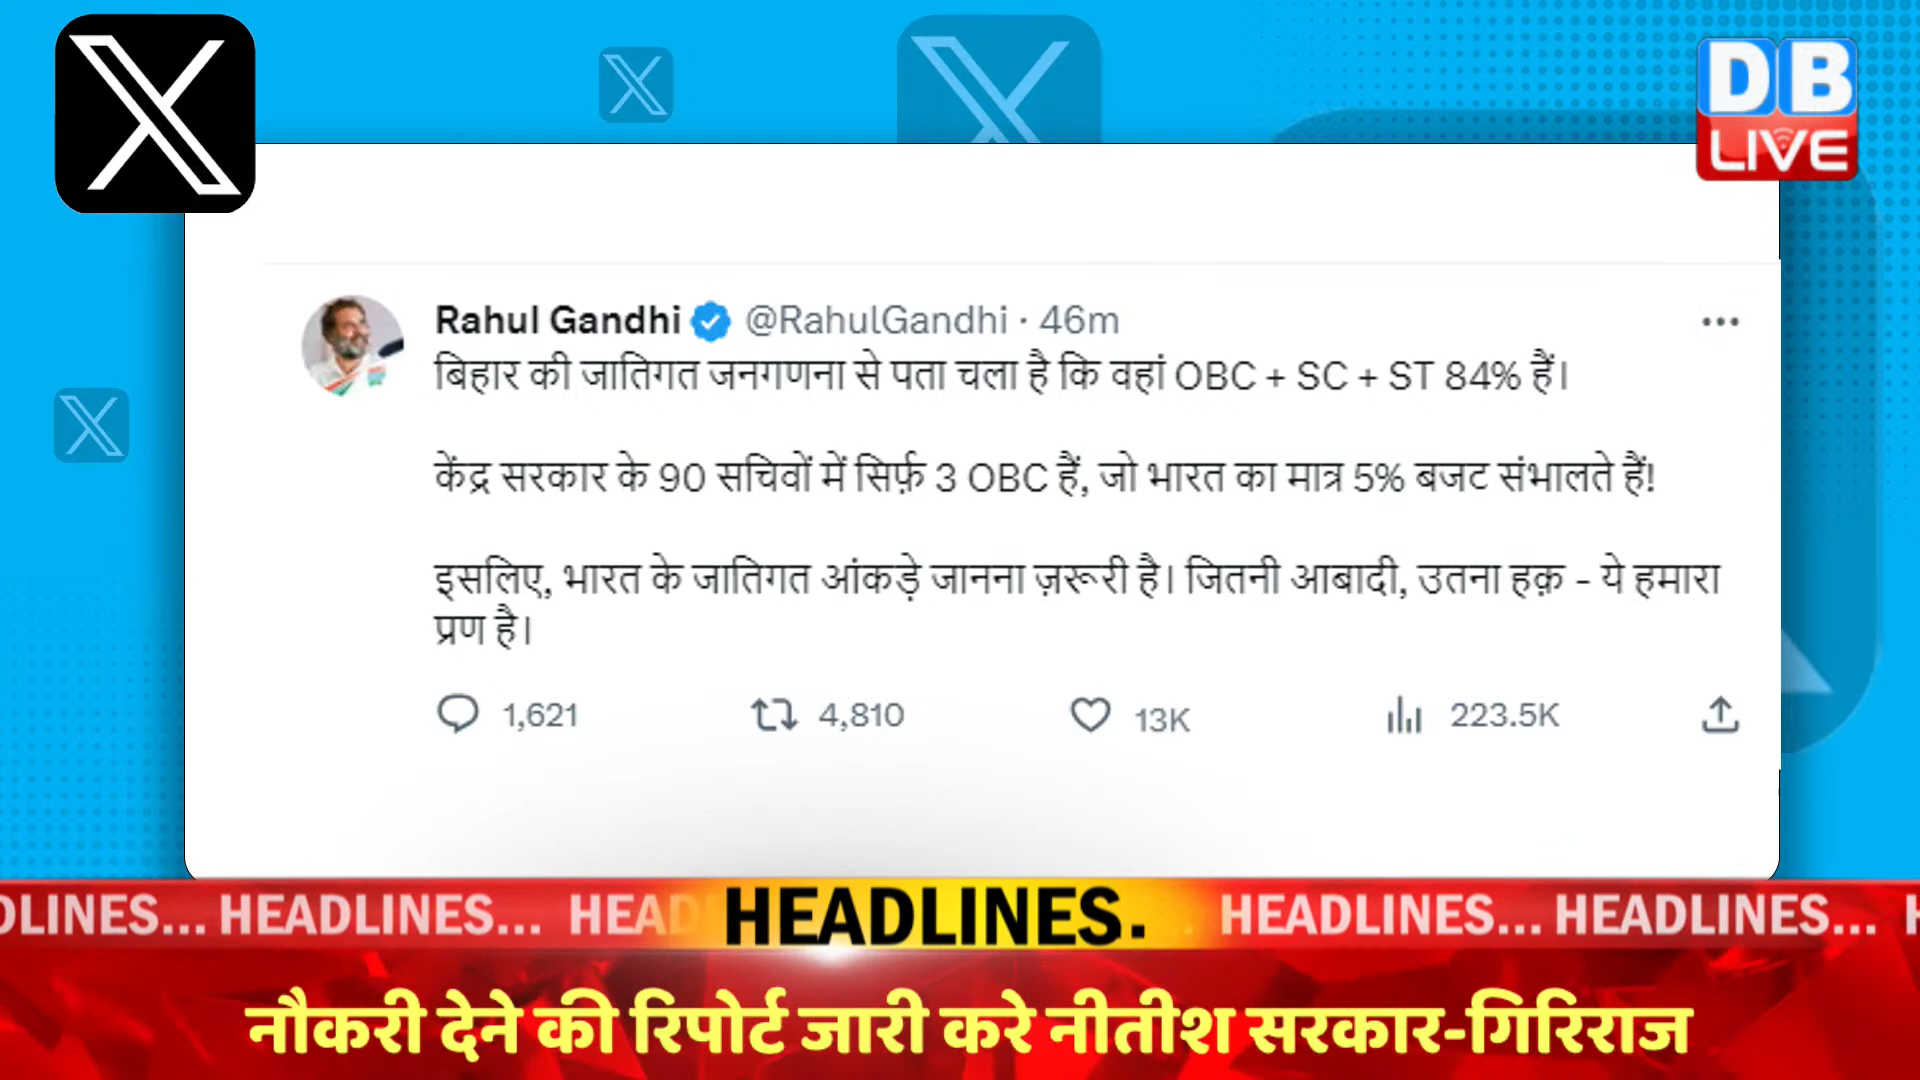 DB
LIVE
Rahul Gandhi @RahulGandhi · 46m
बिहार की जातिगत जनगणना से पता चला है कि वहां OBC + SC + ST 84% हैं।
केंद्र सरकार के 90 सचिवों में सिर्फ़ 3 OBC हैं, जो भारत का मात्र 5% बजट संभालते हैं!
इसलिए, भारत के जातिगत आंकड़े जानना ज़रूरी है। जितनी आबादी, उतना हक़ - ये हमारा
प्रण है।
1,621 4,810 13K 223.5K
DLINES... HEADLINES... HEAD HEADLINES. HEADLINES... HEADLINES... H
नौकरी देने की रिपोर्ट जारी करे नीतीश सरकार-गिरिराज